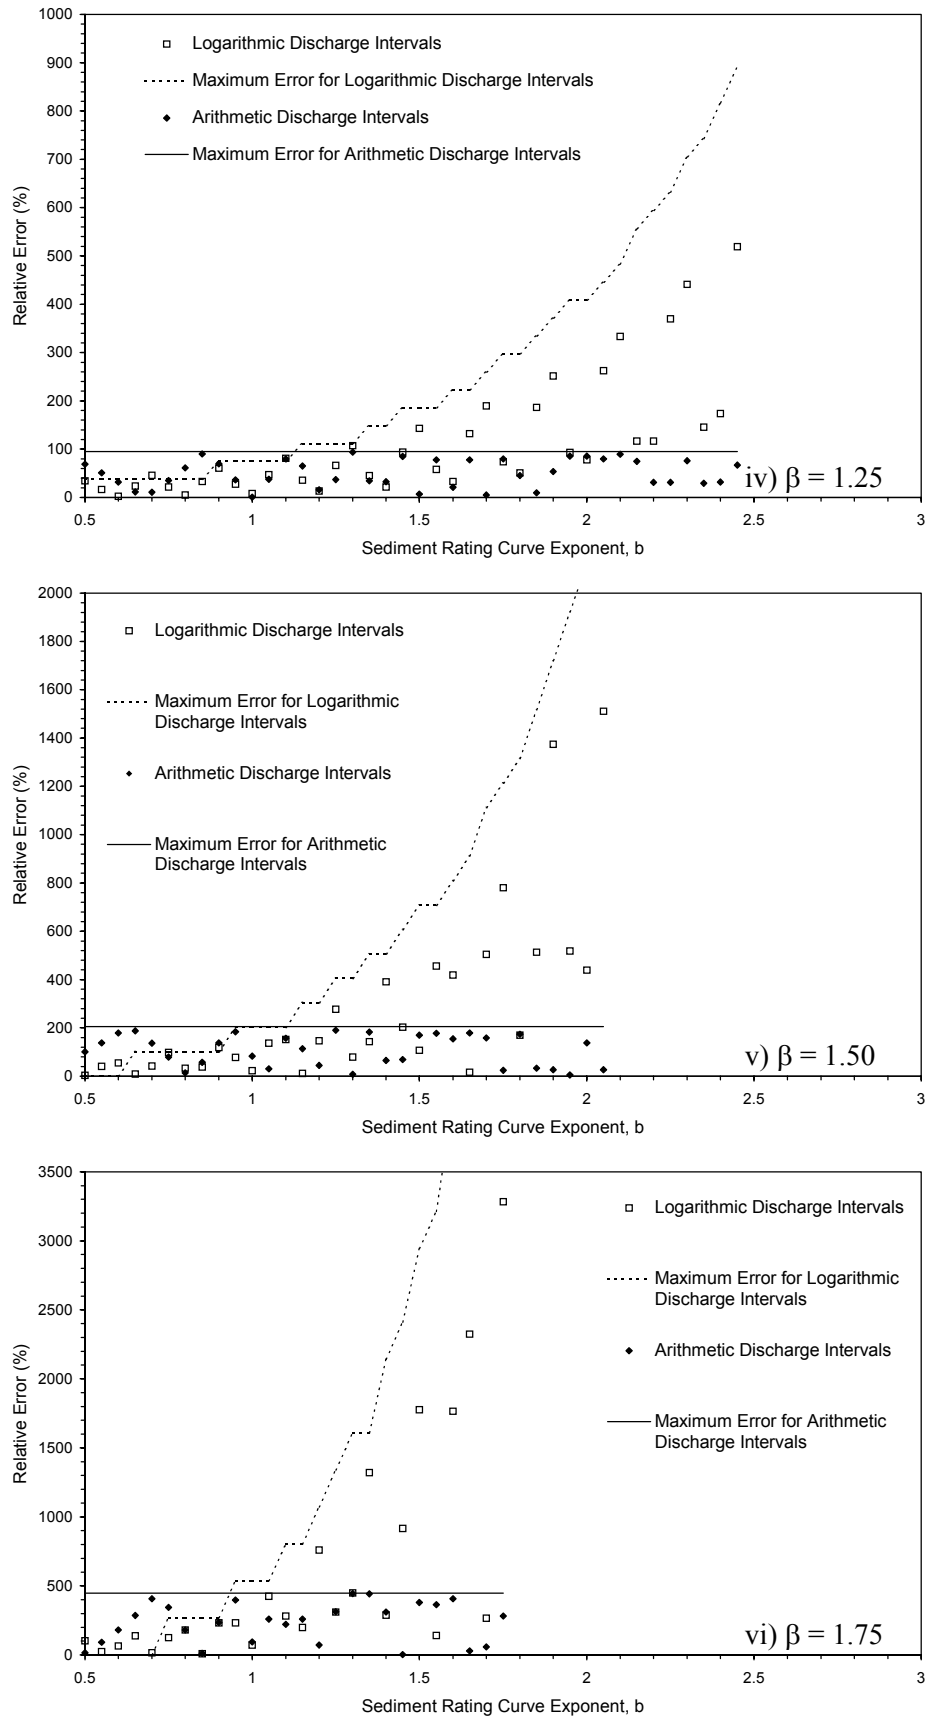 1000
900
800
700
600
500
400
300
200
100
0
Relative Error (%)
Logarithmic Discharge Intervals
Maximum Error for Logarithmic Discharge Intervals
Arithmetic Discharge Intervals
Maximum Error for Arithmetic Discharge Intervals
iv) β = 1.25
0.5 1 1.5 2 2.5 3
Sediment Rating Curve Exponent, b
2000
1800
1600
1400
1200
1000
800
600
400
200
0
Relative Error (%)
Logarithmic Discharge Intervals
Maximum Error for Logarithmic
Discharge Intervals
Arithmetic Discharge Intervals
Maximum Error for Arithmetic
Discharge Intervals
v) β = 1.50
0.5 1 1.5 2 2.5 3
Sediment Rating Curve Exponent, b
3500
3000
2500
2000
1500
1000
500
0
Relative Error (%)
Logarithmic Discharge Intervals
Maximum Error for Logarithmic
Discharge Intervals
Arithmetic Discharge Intervals
Maximum Error for Arithmetic
Discharge Intervals
vi) β = 1.75
0.5 1 1.5 2 2.5 3
Sediment Rating Curve Exponent, b